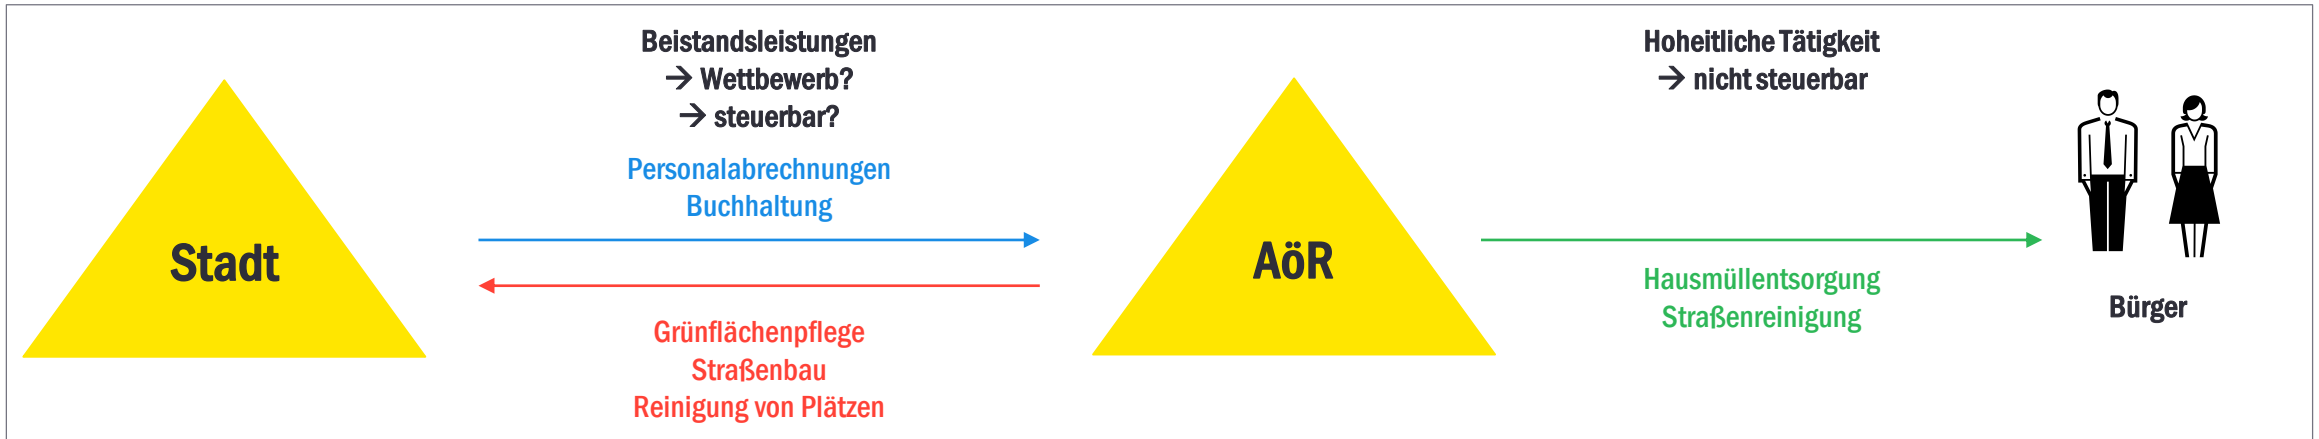 Beistandsleistungen
→ Wettbewerb?
→ steuerbar?
Personalabrechnungen
Buchhaltung
Stadt
Grünflächenpflege
Straßenbau
Reinigung von Plätzen
AöR
Hoheitliche Tätigkeit
→ nicht steuerbar
Hausmüllentsorgung
Straßenreinigung
Bürger